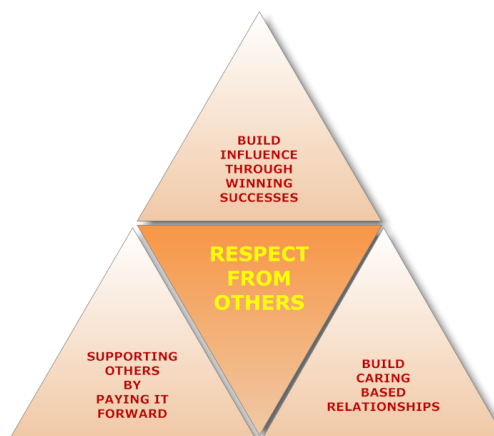 BUILD
INFLUENCE
THROUGH
WINNING
SUCCESSES
RESPECT
FROM
OTHERS
SUPPORTING
OTHERS
BY
PAYING IT
FORWARD
BUILD
CARING
BASED
RELATIONSHIPS